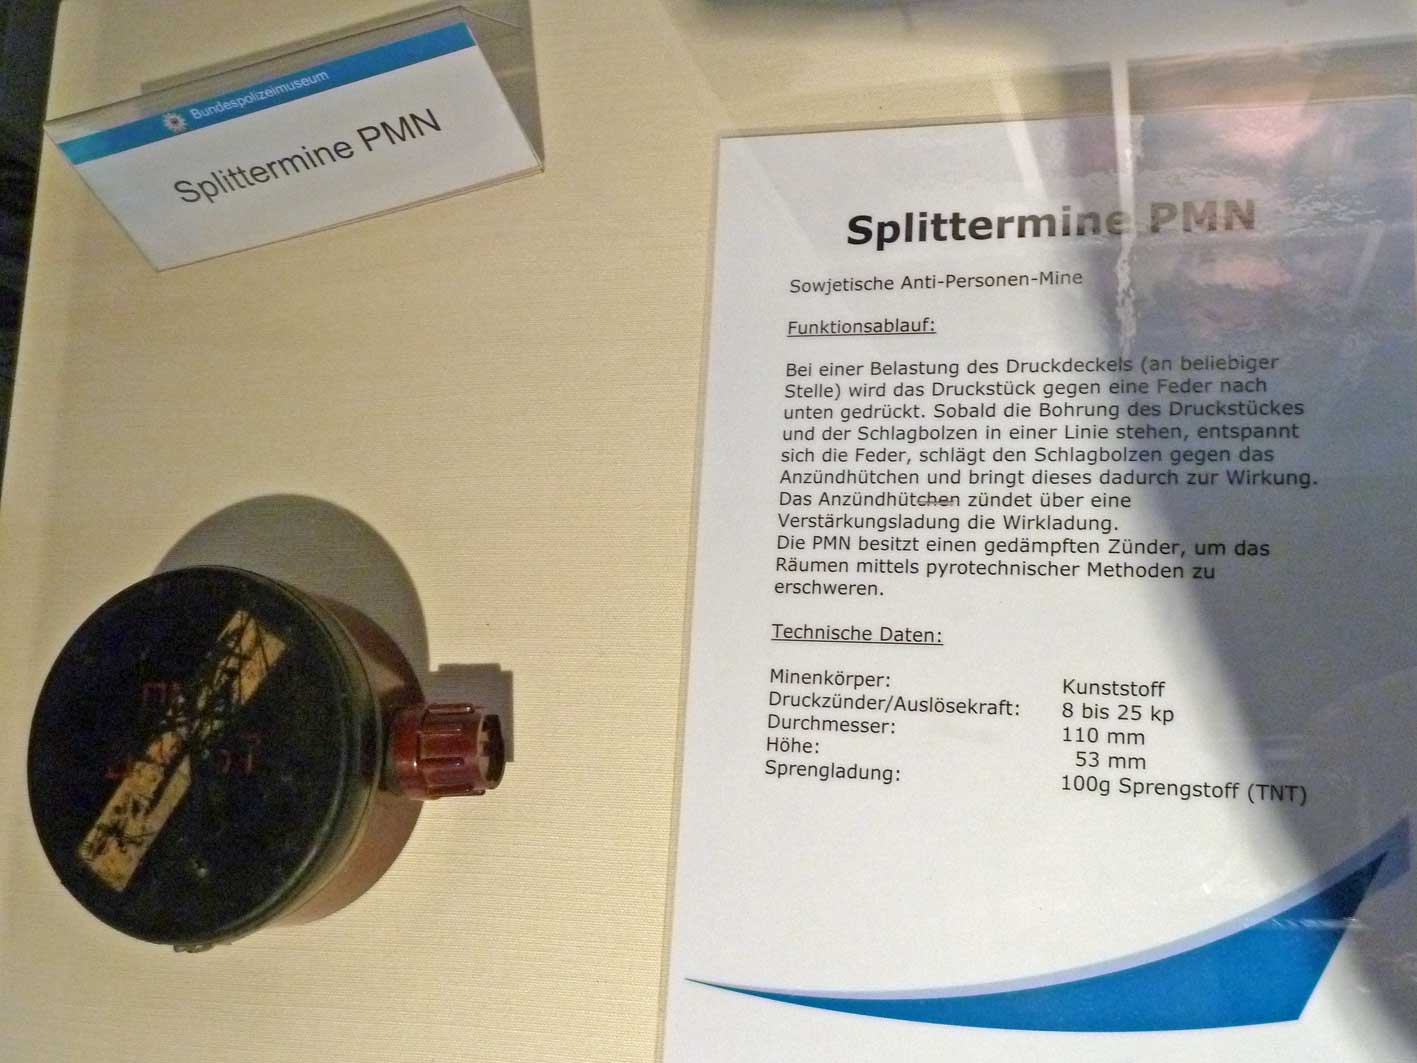 Bundespolizeimuseum
Splittermine PMN
Splittermine PMN
Sowjetische Anti-Personen-Mine
Funktionsablauf:
Bei einer Belastung des Druckdeckels (an beliebiger
Stelle) wird das Druckstück gegen eine Feder nach
unten gedrückt. Sobald die Bohrung des Druckstückes
und der Schlagbolzen in einer Linie stehen, entspannt
sich die Feder, schlägt den Schlagbolzen gegen das
Anzündhütchen und bringt dieses dadurch zur Wirkung.
Das Anzündhütchen zündet über eine
Verstärkungsladung die Wirkladung.
Die PMN besitzt einen gedämpften Zünder, um das
Räumen mittels pyrotechnischer Methoden zu
erschweren.
Technische Daten:
Minenkörper: Kunststoff
Druckzünder/Auslösekraft: 8 bis 25 kp
Durchmesser: 110 mm
Höhe: 53 mm
Sprengladung: 100g Sprengstoff (TNT)